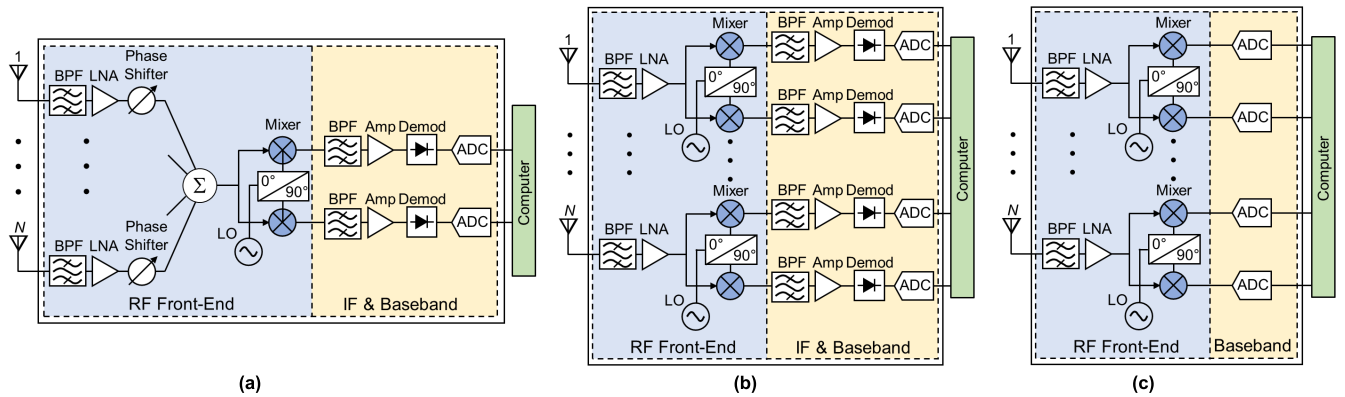 1
BPF LNA
Phase
Shifter
Mixer
BPF Amp Demod
ADC
0°
90°
Σ
BPF Amp Demod
ADC
LO
N
BPF LNA
Phase
Shifter
RF Front-End
IF & Baseband
Computer
(a)
1
BPF LNA
Mixer
BPF Amp Demod
ADC
0°
90°
BPF Amp Demod
ADC
LO
N
BPF LNA
Mixer
BPF Amp Demod
ADC
0°
90°
BPF Amp Demod
ADC
LO
RF Front-End
IF & Baseband
Computer
(b)
1
BPF LNA
Mixer
ADC
0°
90°
ADC
LO
N
BPF LNA
Mixer
ADC
0°
90°
ADC
LO
RF Front-End
Baseband
Computer
(c)